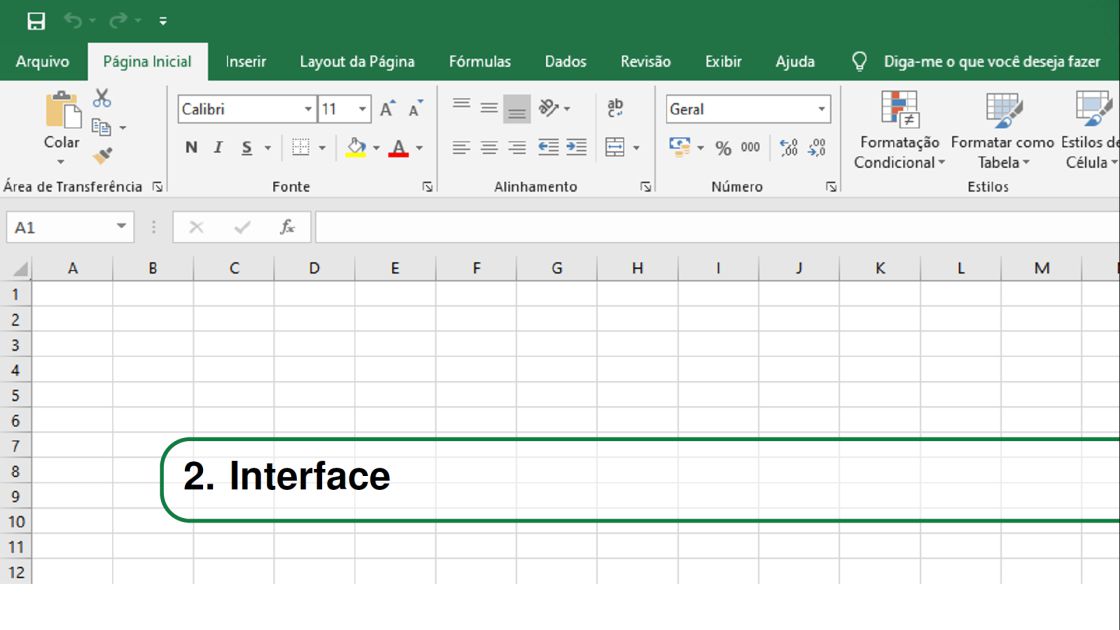 Arquivo Página Inicial Inserir Layout da Página Fórmulas Dados Revisão Exibir Ajuda Diga-me o que você deseja fazer
Calibri 11 A A ab c Geral
Colar N I S A % 000 Formatação Condicional Formatar como Tabela Estilos de Célula
Área de Transferência Fonte Alinhamento Número Estilos
A1 fx
A B C D E F G H I J K L M
1
2
3
4
5
6
7
8
2. Interface
9
10
11
12